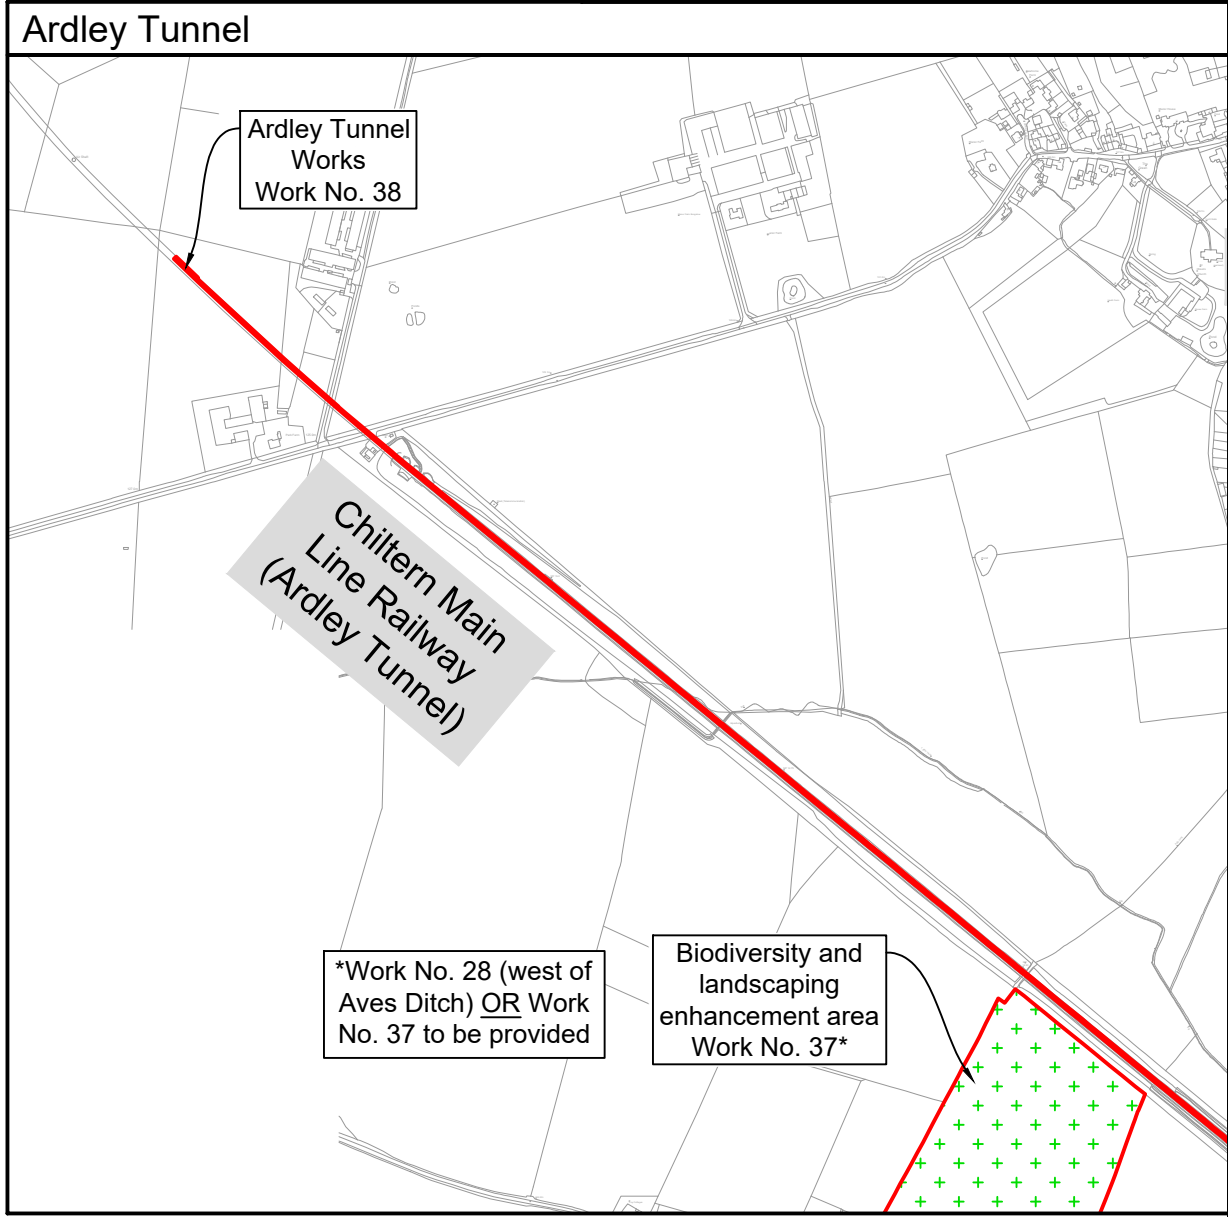 Ardley Tunnel
Ardley Tunnel
Works
Work No. 38
Chiltern Main
Line Railway
(Ardley Tunnel)
*Work No. 28 (west of
Aves Ditch) OR Work
No. 37 to be provided
Biodiversity and
landscaping
enhancement area
Work No. 37*